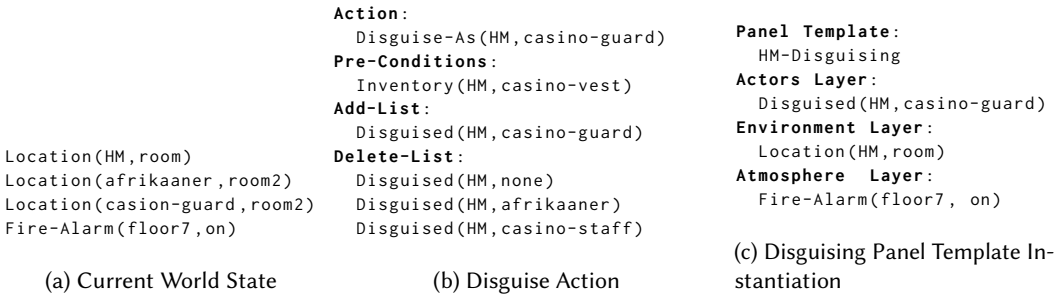 Location(HM,room)
Location(afrikaaner,room2)
Location(casion-guard,room2)
Fire-Alarm(floor7,on)
(a) Current World State
Action:
Disguise-As(HM,casino-guard)
Pre-Conditions:
Inventory(HM,casino-vest)
Add-List:
Disguised(HM,casino-guard)
Delete-List:
Disguised(HM,none)
Disguised(HM,afrikaaner)
Disguised(HM,casino-staff)
(b) Disguise Action
Panel Template:
HM-Disguising
Actors Layer:
Disguised(HM,casino-guard)
Environment Layer:
Location(HM,room)
Atmosphere Layer:
Fire-Alarm(floor7, on)
(c) Disguising Panel Template In-
stantiation